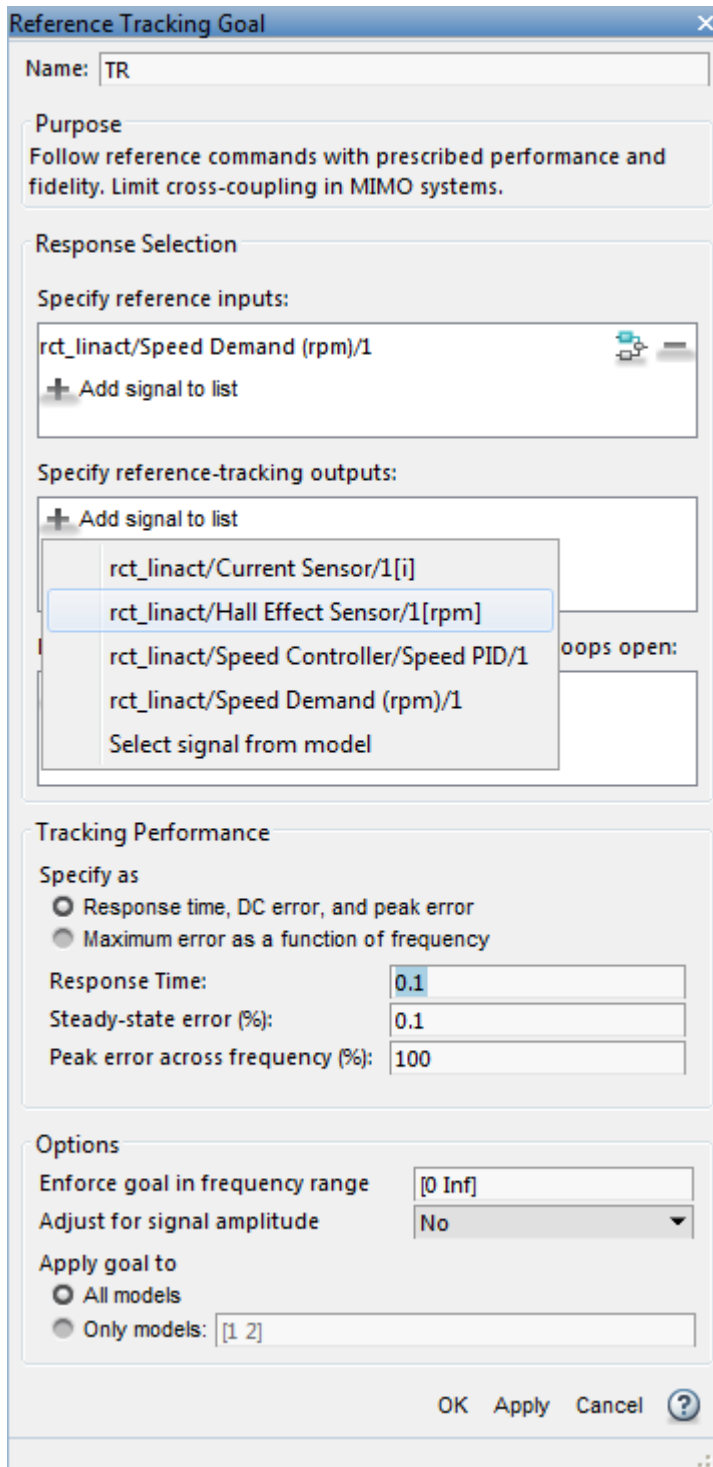 Reference Tracking Goal
Name: TR
Purpose
Follow reference commands with prescribed performance and
fidelity. Limit cross-coupling in MIMO systems.
Response Selection
Specify reference inputs:
rct_linact/Speed Demand (rpm)/1
Add signal to list
Specify reference-tracking outputs:
Add signal to list
rct_linact/Current Sensor/1[i]
rct_linact/Hall Effect Sensor/1[rpm]
rct_linact/Speed Controller/Speed PID/1 oops open:
rct_linact/Speed Demand (rpm)/1
Select signal from model
Tracking Performance
Specify as
Response time, DC error, and peak error
Maximum error as a function of frequency
Response Time: 0.1
Steady-state error (%): 0.1
Peak error across frequency (%): 100
Options
Enforce goal in frequency range [0 Inf]
Adjust for signal amplitude No
Apply goal to
All models
Only models: [1 2]
OK Apply Cancel ?